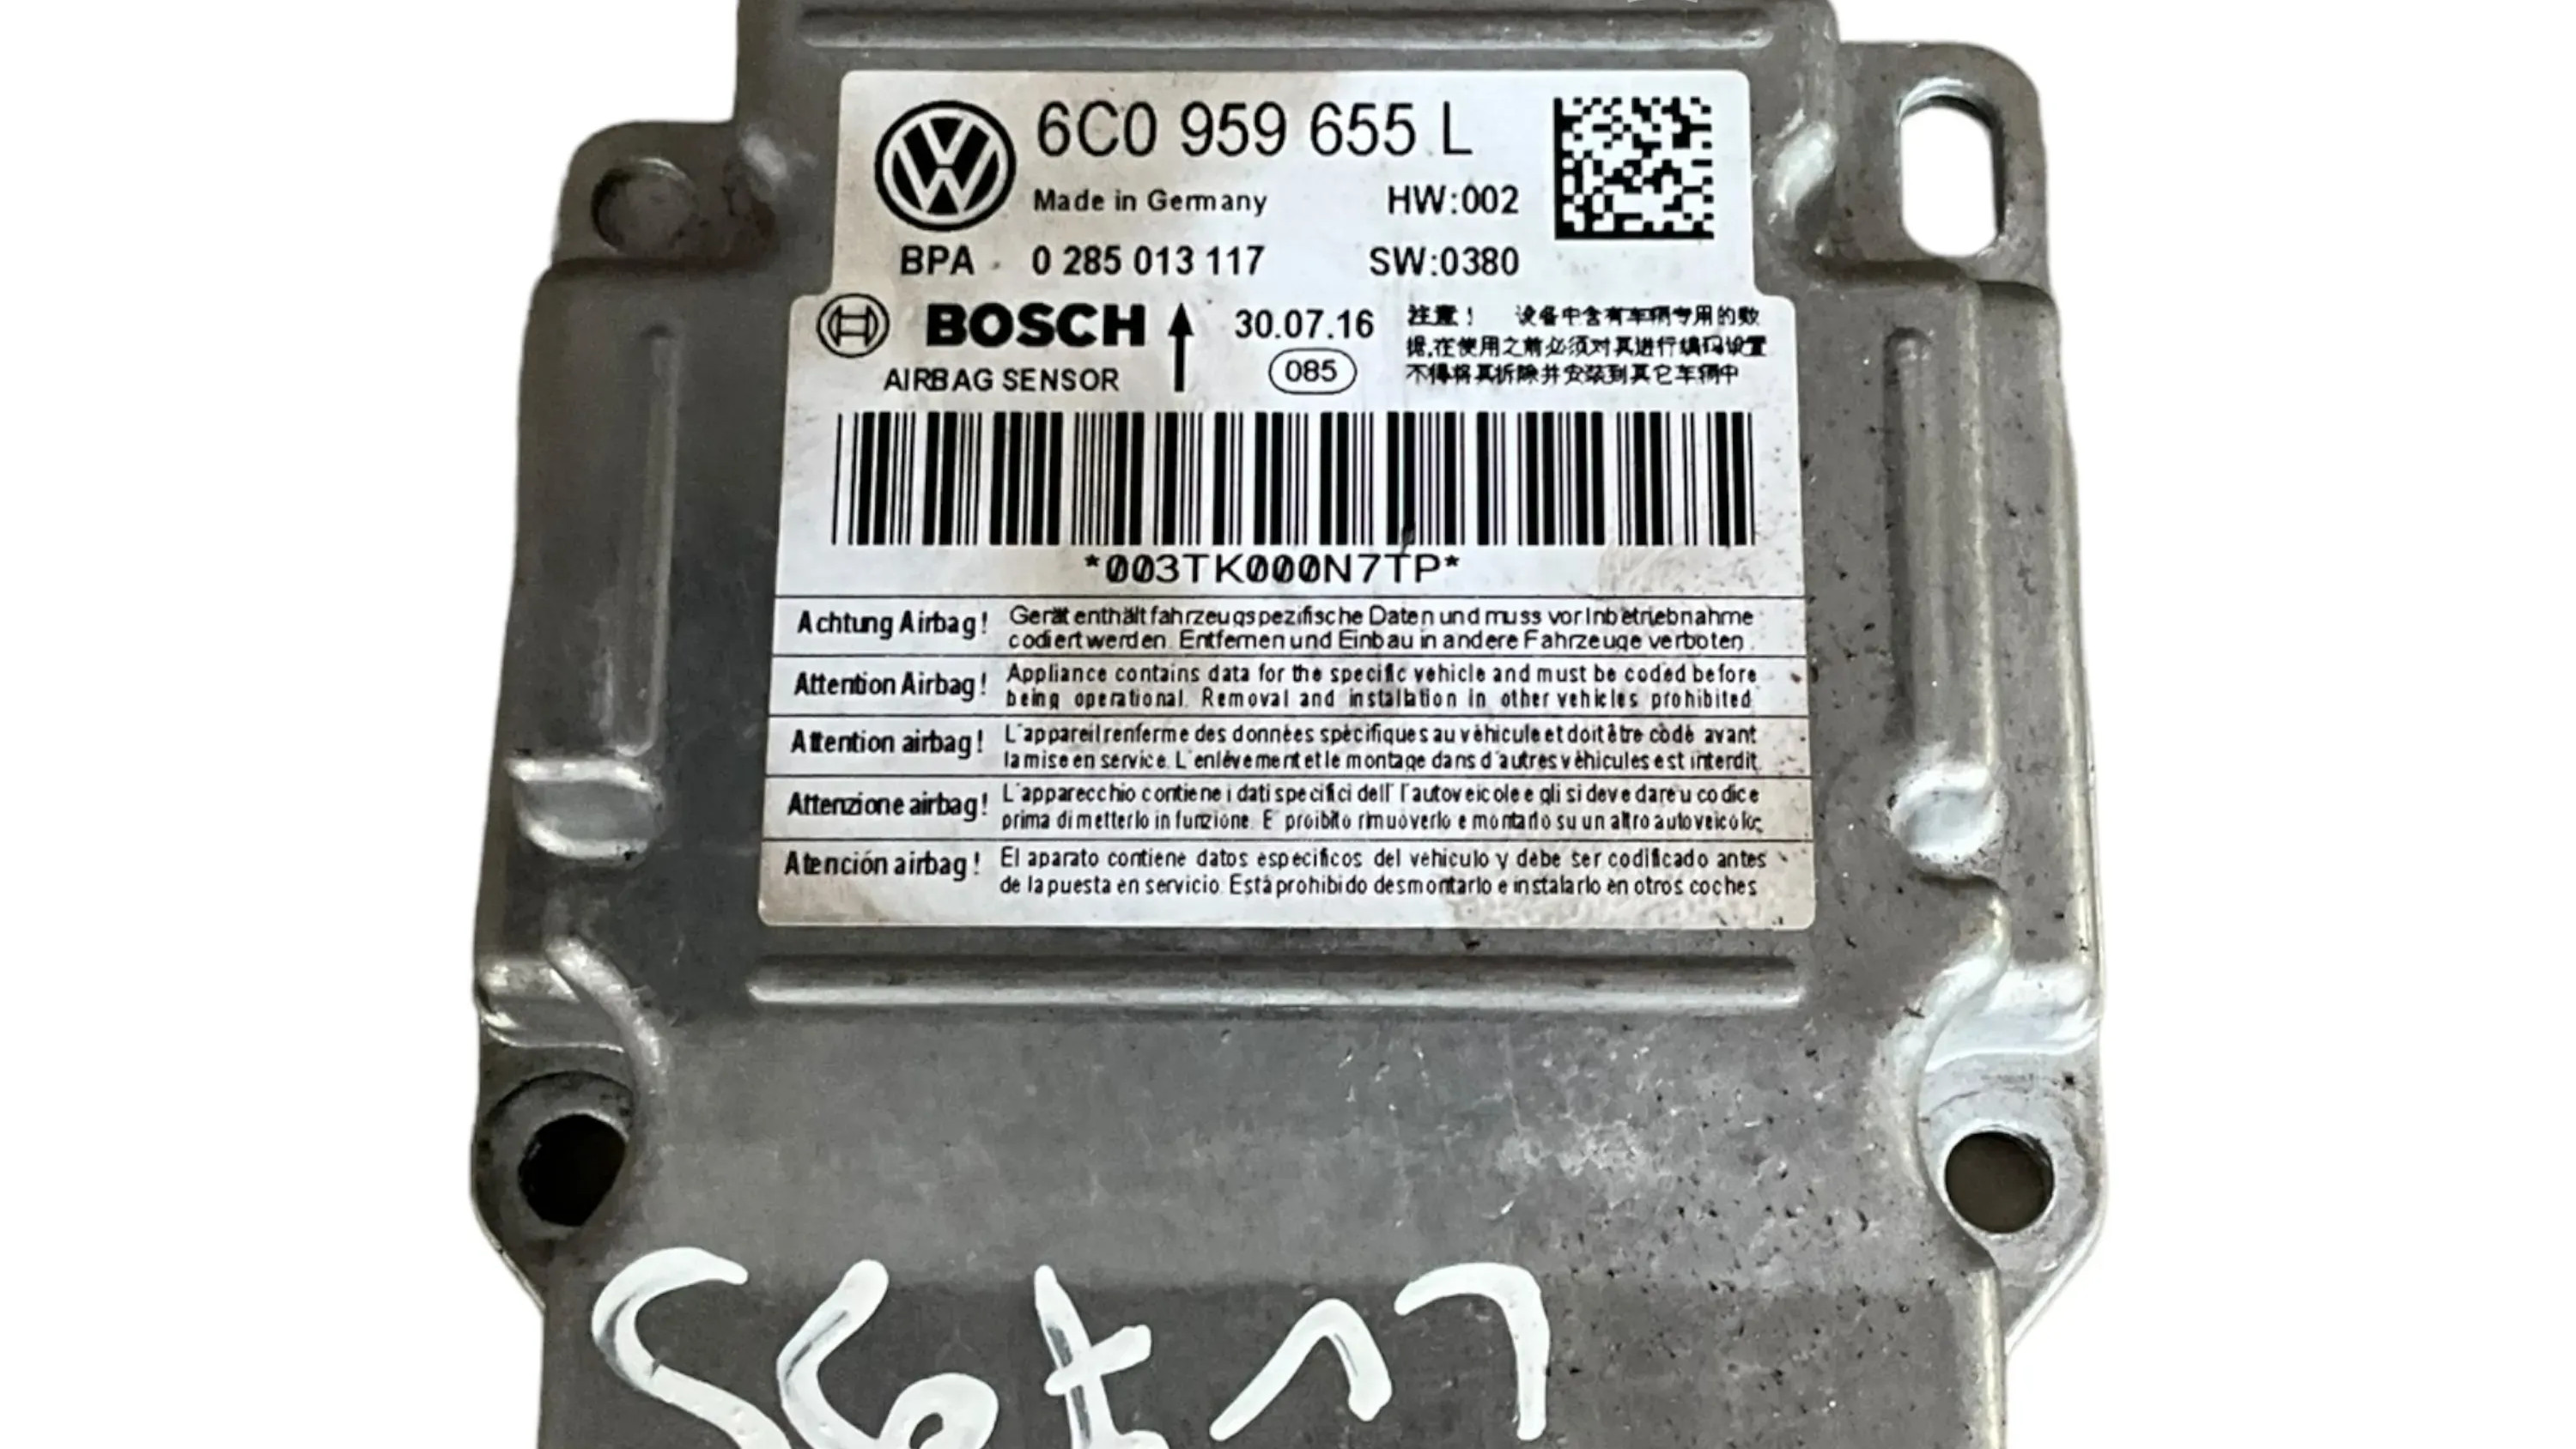 6C0 959 655 L
Made in Germany HW:002
BPA 0 285 013 117 SW:0380
BOSCH 30.07.16
AIRBAG SENSOR 085
注意! 设备中含有车辆专用的数
据,在使用之前必须对其进行编码设置
不得将其拆除并安装到其它车辆中
*003TK000N7TP*
Achtung Airbag! Gerät enthält fahrzeugspezifische Daten und muss vor Inbetriebnahme
codiert werden. Entfernen und Einbau in andere Fahrzeuge verboten.
Attention Airbag! Appliance contains data for the specific vehicle and must be coded before
being operational. Removal and installation in other vehicles prohibited
Attention airbag! L'appareil renferme des données spécifiques au véhicule et doit être codé avant
la mise en service. L'enlévement et le montage dans d'autres véhicules est interdit.
Attenzione airbag! L'apparecchio contiene i dati specifici dell' l'autoveicolo e gli si deve dare u codice
prima di metterlo in funzione. E' proibito rimuoverlo e montarlo su un altro autoveicolo.
Atención airbag! El aparato contiene datos especificos del vehiculo y debe ser codificado antes
de la puesta en servicio. Está prohibido desmontarlo e instalarlo en otros coches